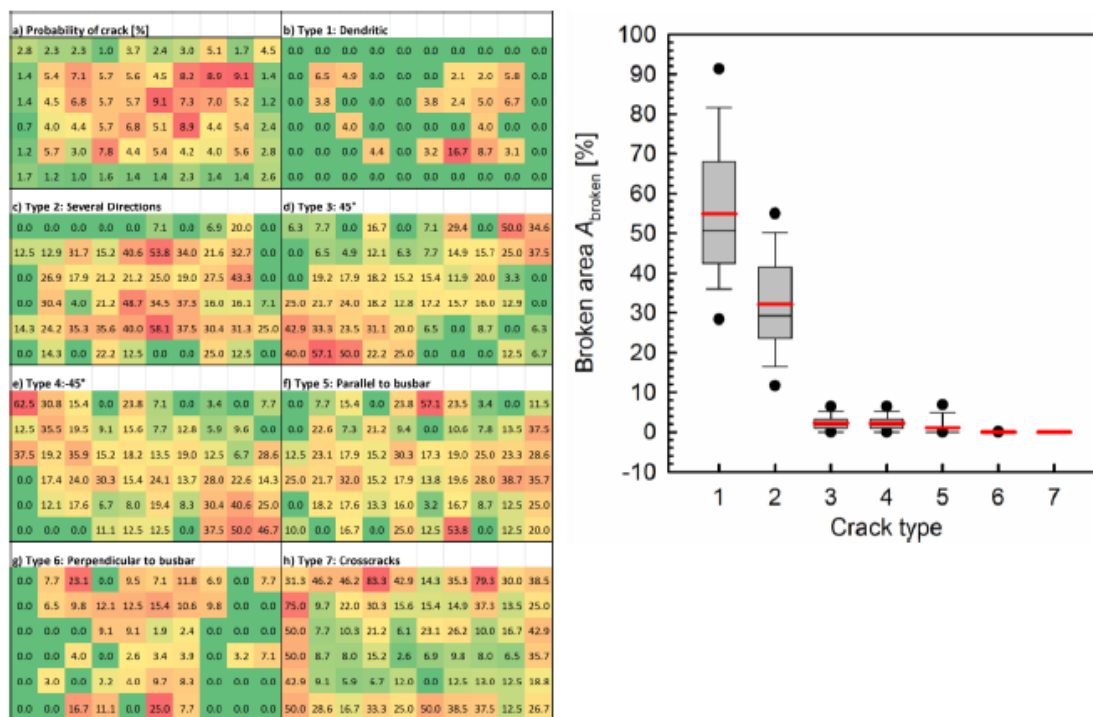 a) Probability of crack [%]
2.8 2.3 2.3 1.0 3.7 2.4 3.0 5.1 1.7 4.5
1.4 5.4 7.1 5.7 5.6 4.5 8.2 8.9 9.1 1.4
1.4 4.5 6.8 5.7 5.7 9.1 7.3 7.0 5.2 1.2
0.7 4.0 4.4 5.7 6.8 5.1 8.9 4.4 5.4 2.4
1.2 5.7 3.0 7.8 4.4 5.4 4.2 4.0 5.6 2.8
1.7 1.2 1.0 1.6 1.4 1.4 2.3 1.4 1.4 2.6
b) Type 1: Dendritic
0.0 0.0 0.0 0.0 0.0 0.0 0.0 0.0 0.0 0.0
0.0 6.5 4.9 0.0 0.0 0.0 2.1 2.0 5.8 0.0
0.0 3.8 0.0 0.0 0.0 3.8 2.4 5.0 6.7 0.0
0.0 0.0 4.0 0.0 0.0 0.0 0.0 4.0 0.0 0.0
0.0 0.0 0.0 4.4 0.0 3.2 16.7 8.7 3.1 0.0
0.0 0.0 0.0 0.0 0.0 0.0 0.0 0.0 0.0 0.0
c) Type 2: Several Directions
0.0 0.0 0.0 0.0 0.0 7.1 0.0 6.9 20.0 0.0
12.5 12.9 31.7 15.2 40.6 53.8 34.0 21.6 32.7 0.0
0.0 26.9 17.9 21.2 21.2 25.0 19.0 27.5 43.3 0.0
0.0 30.4 4.0 21.2 48.7 34.5 37.3 16.0 16.1 7.1
14.3 24.2 35.3 35.6 40.0 58.1 37.5 30.4 31.3 25.0
0.0 14.3 0.0 22.2 12.5 0.0 0.0 25.0 12.5 0.0
d) Type 3: 45°
6.3 7.7 0.0 16.7 0.0 7.1 29.4 0.0 50.0 34.6
0.0 6.5 4.9 12.1 6.3 7.7 14.9 15.7 25.0 37.5
0.0 19.2 17.9 18.2 15.2 15.4 11.9 20.0 3.3 0.0
25.0 21.7 24.0 18.2 12.8 17.2 15.7 16.0 12.9 0.0
42.9 33.3 23.5 31.1 20.0 6.5 0.0 8.7 0.0 6.3
40.0 57.1 50.0 22.2 25.0 0.0 0.0 0.0 12.5 6.7
e) Type 4:-45°
62.5 30.8 15.4 0.0 23.8 7.1 0.0 3.4 0.0 7.7
12.5 35.5 19.5 9.1 15.6 7.7 12.8 5.9 9.6 0.0
37.5 19.2 35.9 15.2 18.2 13.5 19.0 12.5 6.7 28.6
0.0 17.4 24.0 30.3 15.4 24.1 13.7 28.0 22.6 14.3
0.0 12.1 17.6 6.7 8.0 19.4 8.3 30.4 40.6 25.0
0.0 0.0 0.0 11.1 12.5 12.5 0.0 37.5 50.0 46.7
f) Type 5: Parallel to busbar
0.0 7.7 15.4 0.0 23.8 57.1 23.5 3.4 0.0 11.5
0.0 22.6 7.3 21.2 9.4 0.0 10.6 7.8 13.5 37.5
12.5 23.1 17.9 15.2 30.3 17.3 19.0 25.0 23.3 28.6
25.0 21.7 32.0 15.2 17.9 13.8 19.6 28.0 38.7 35.7
0.0 18.2 17.6 13.3 16.0 3.2 16.7 8.7 12.5 25.0
10.0 0.0 16.7 0.0 25.0 12.5 53.8 0.0 12.5 20.0
g) Type 6: Perpendicular to busbar
0.0 7.7 23.1 0.0 9.5 7.1 11.8 6.9 0.0 7.7
0.0 6.5 9.8 12.1 12.5 15.4 10.6 9.8 0.0 0.0
0.0 0.0 0.0 9.1 9.1 1.9 2.4 0.0 0.0 0.0
0.0 0.0 4.0 0.0 2.6 3.4 3.9 0.0 3.2 7.1
0.0 3.0 0.0 2.2 4.0 9.7 8.3 0.0 0.0 0.0
0.0 0.0 16.7 11.1 0.0 25.0 7.7 0.0 0.0 0.0
h) Type 7: Crosscracks
31.3 46.2 46.2 83.3 42.9 14.3 35.3 79.3 30.0 38.5
75.0 9.7 22.0 30.3 15.6 15.4 14.9 37.3 13.5 25.0
50.0 7.7 10.3 21.2 6.1 23.1 26.2 10.0 16.7 42.9
50.0 8.7 8.0 15.2 2.6 6.9 9.8 8.0 6.5 35.7
42.9 9.1 5.9 6.7 12.0 0.0 12.5 13.0 12.5 18.8
50.0 28.6 16.7 33.3 25.0 50.0 38.5 37.5 12.5 26.7
Broken area A broken [%]
100
90
80
70
60
50
40
30
20
10
0
-10
1 2 3 4 5 6 7
Crack type